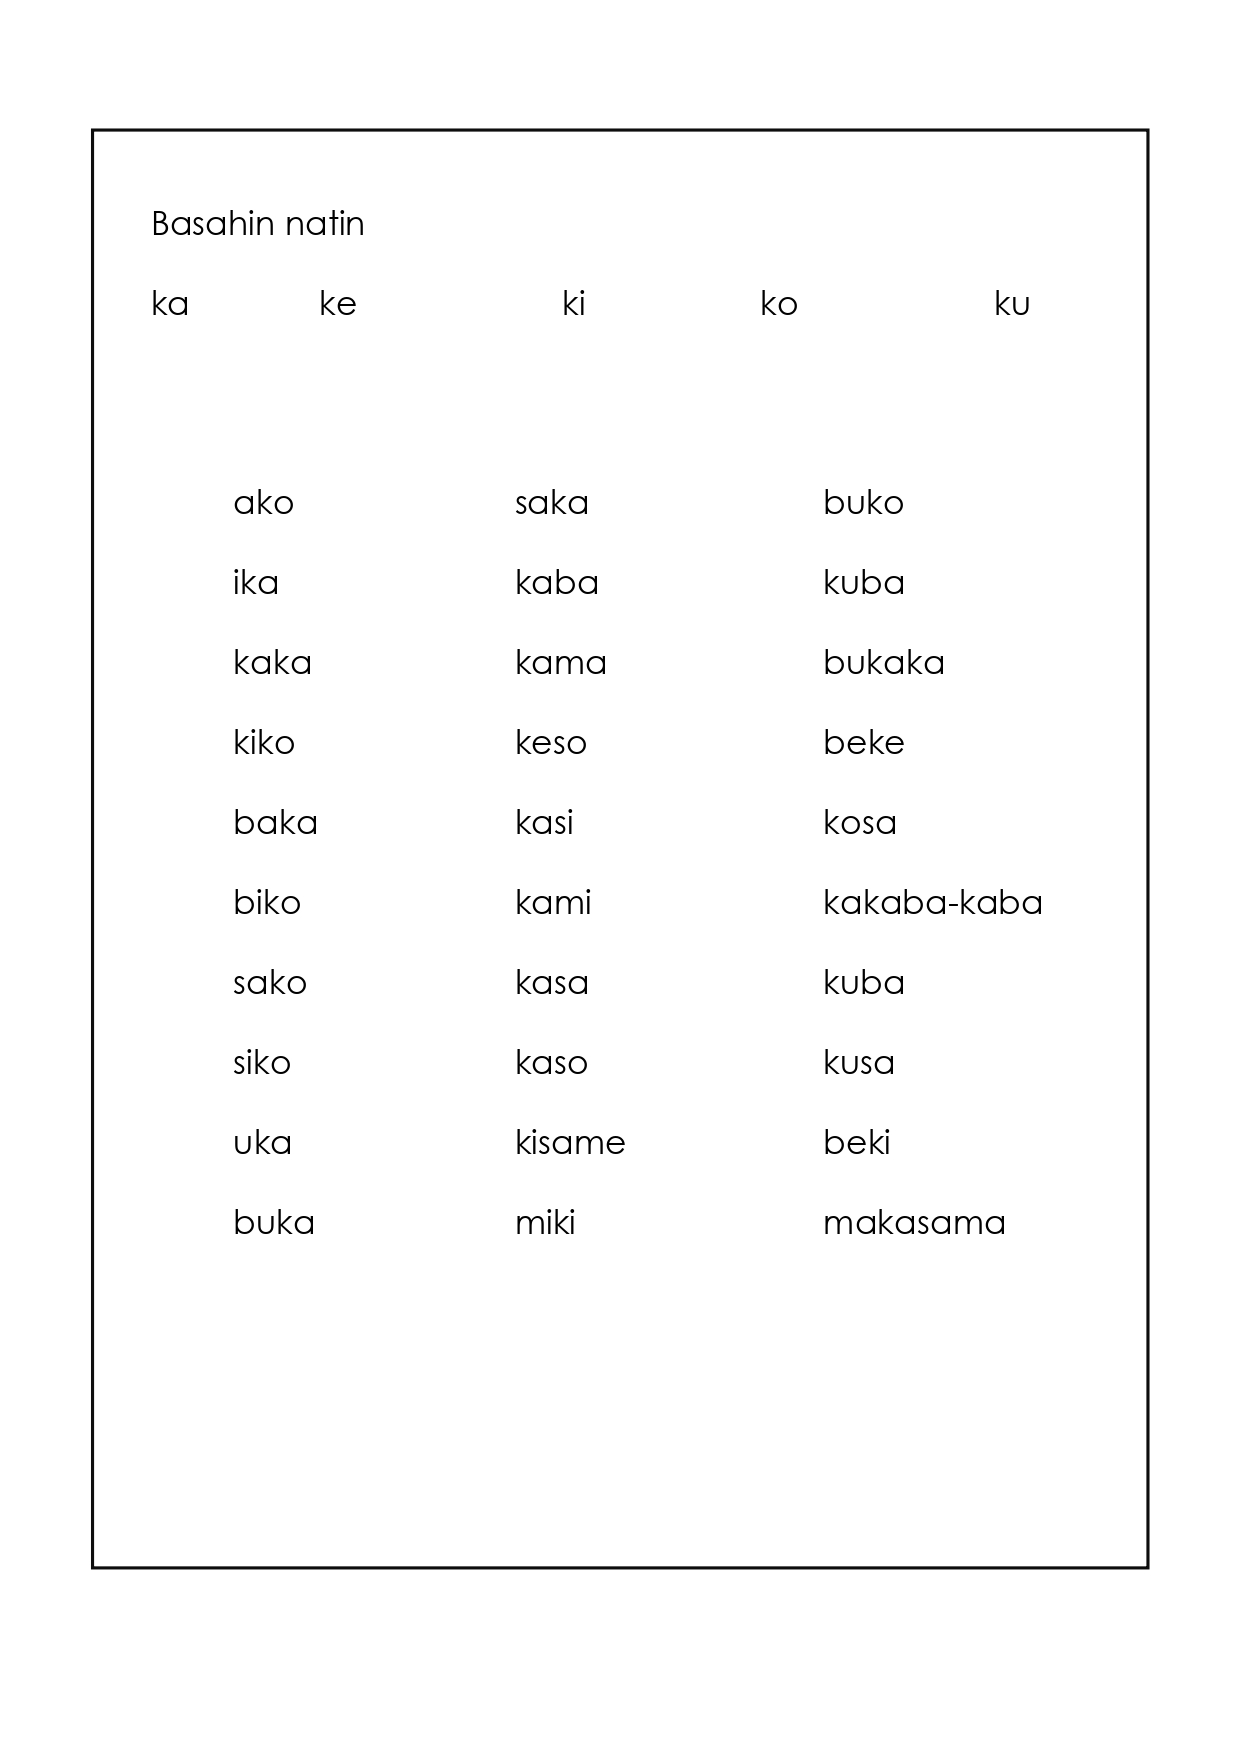 Basahin natin
ka ke ki ko ku
ako saka buko
ika kaba kuba
kaka kama bukaka
kiko keso beke
baka kasi kosa
biko kami kakaba-kaba
sako kasa kuba
siko kaso kusa
uka kisame beki
buka miki makasama